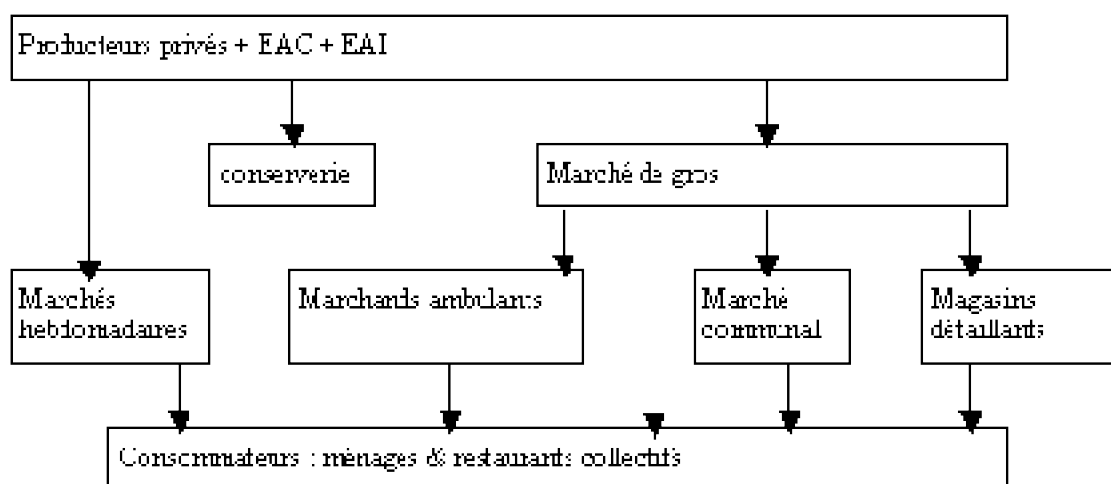 Producteurs privés + EAC + EAI
conserverie
Marché de gros
Marchés
hebdomadaires
Marchands ambulants
Marché
communal
Magasins
détaillants
Consommateurs : ménages & restaurants collectifs